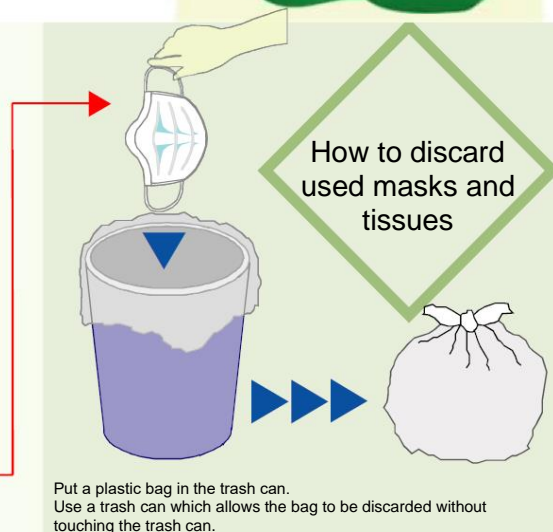 How to discard
used masks and
tissues
Put a plastic bag in the trash can.
Use a trash can which allows the bag to be discarded without
touching the trash can.